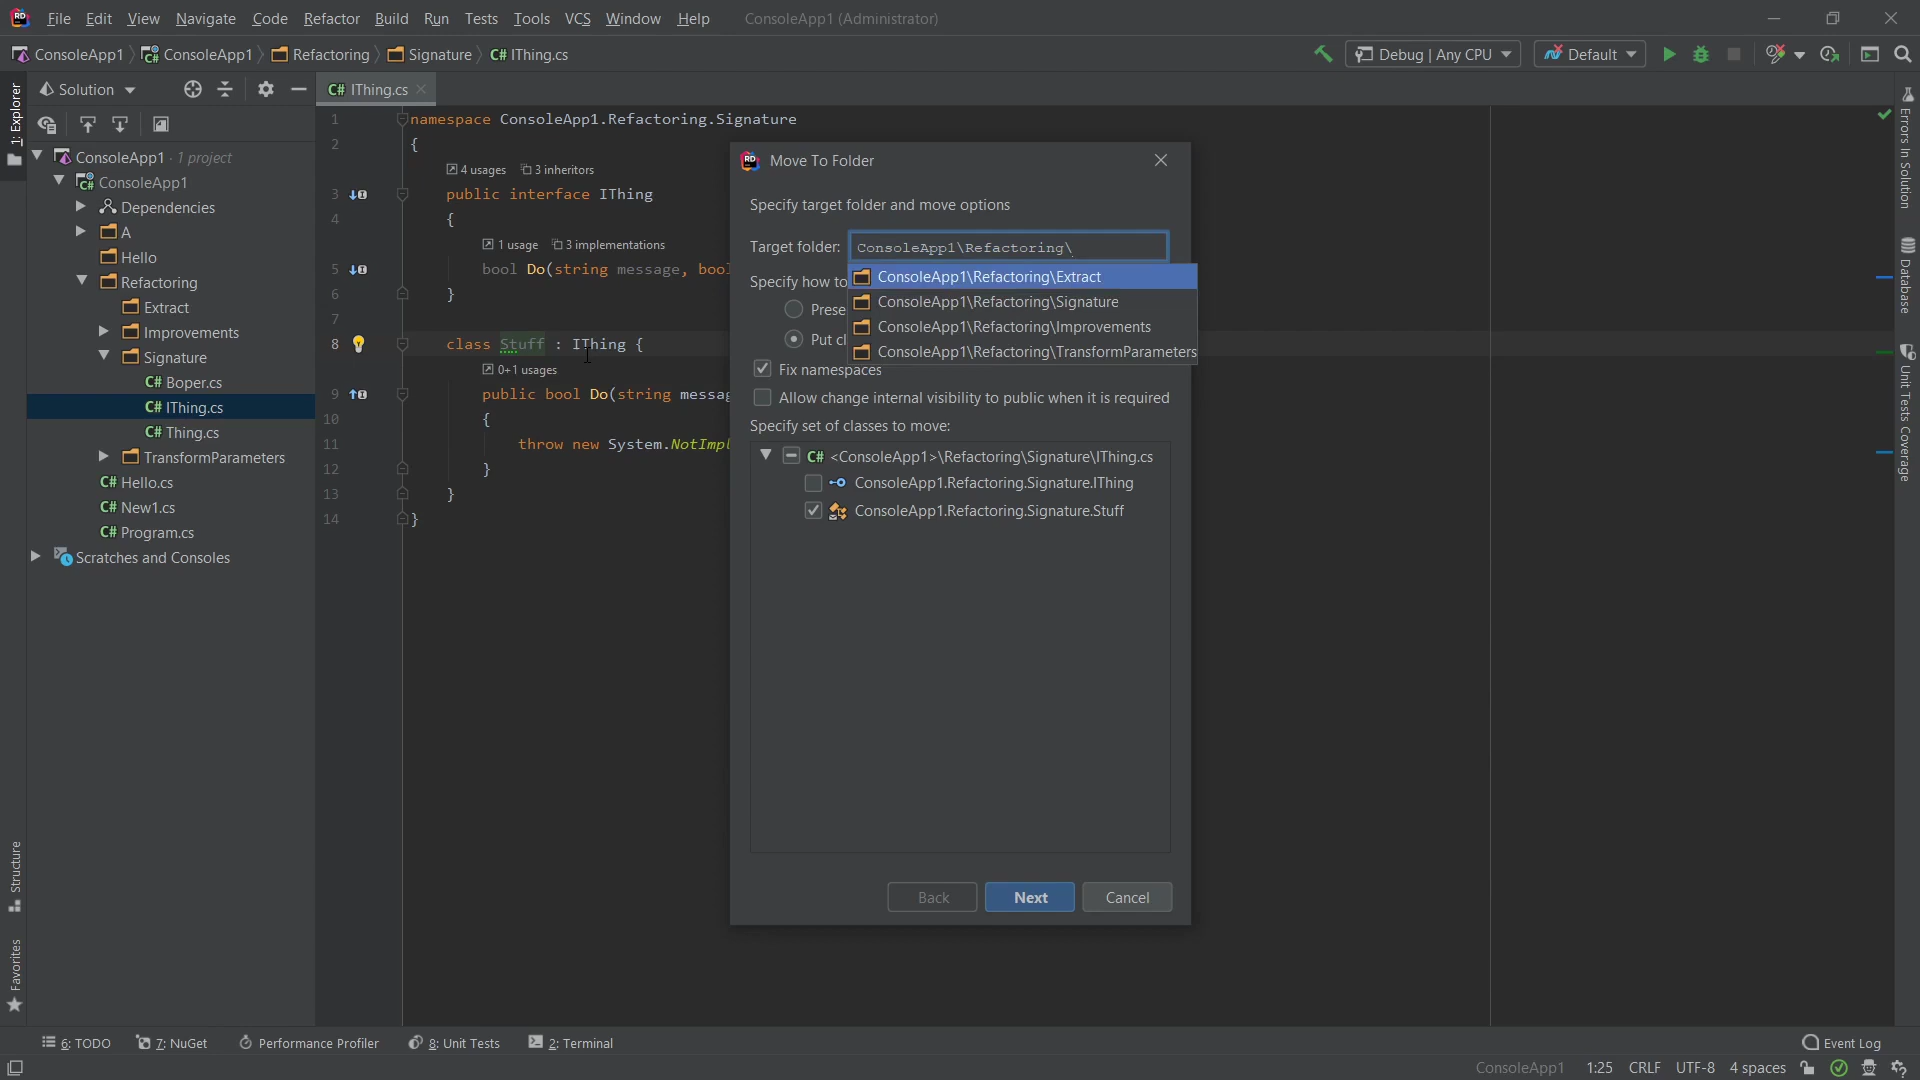 File Edit View Navigate Code Refactor Build Run Tests Tools VCS Window Help ConsoleApp1 (Administrator)
ConsoleApp1 ConsoleApp1 Refactoring Signature C# IThing.cs
Debug | Any CPU
Default
1: Explorer
Solution
C# IThing.cs
ConsoleApp1 · 1 project
ConsoleApp1
Dependencies
A
Hello
Refactoring
Extract
Improvements
Signature
C# Boper.cs
C# IThing.cs
C# Thing.cs
TransformParameters
C# Hello.cs
C# New1.cs
C# Program.cs
Scratches and Consoles
1 namespace ConsoleApp1.Refactoring.Signature
2 {
4 usages 3 inheritors
3 public interface IThing
4 {
1 usage 3 implementations
5 bool Do(string message, bool
6 }
7
8 class Stuff : IThing {
0+1 usages
9 public bool Do(string messag
10 {
11 throw new System.NotImpl
12 }
13 }
14 }
Move To Folder
Specify target folder and move options
Target folder: ConsoleApp1\Refactoring\
ConsoleApp1\Refactoring\Extract
ConsoleApp1\Refactoring\Signature
ConsoleApp1\Refactoring\Improvements
ConsoleApp1\Refactoring\TransformParameters
Specify how to
Prese
Put cl
Fix namespaces
Allow change internal visibility to public when it is required
Specify set of classes to move:
C# <ConsoleApp1>\Refactoring\Signature\IThing.cs
ConsoleApp1.Refactoring.Signature.IThing
ConsoleApp1.Refactoring.Signature.Stuff
Back Next Cancel
Errors In Solution
Database
Unit Tests Coverage
Structure
Favorites
6: TODO 7: NuGet Performance Profiler 8: Unit Tests 2: Terminal Event Log
ConsoleApp1 1:25 CRLF UTF-8 4 spaces